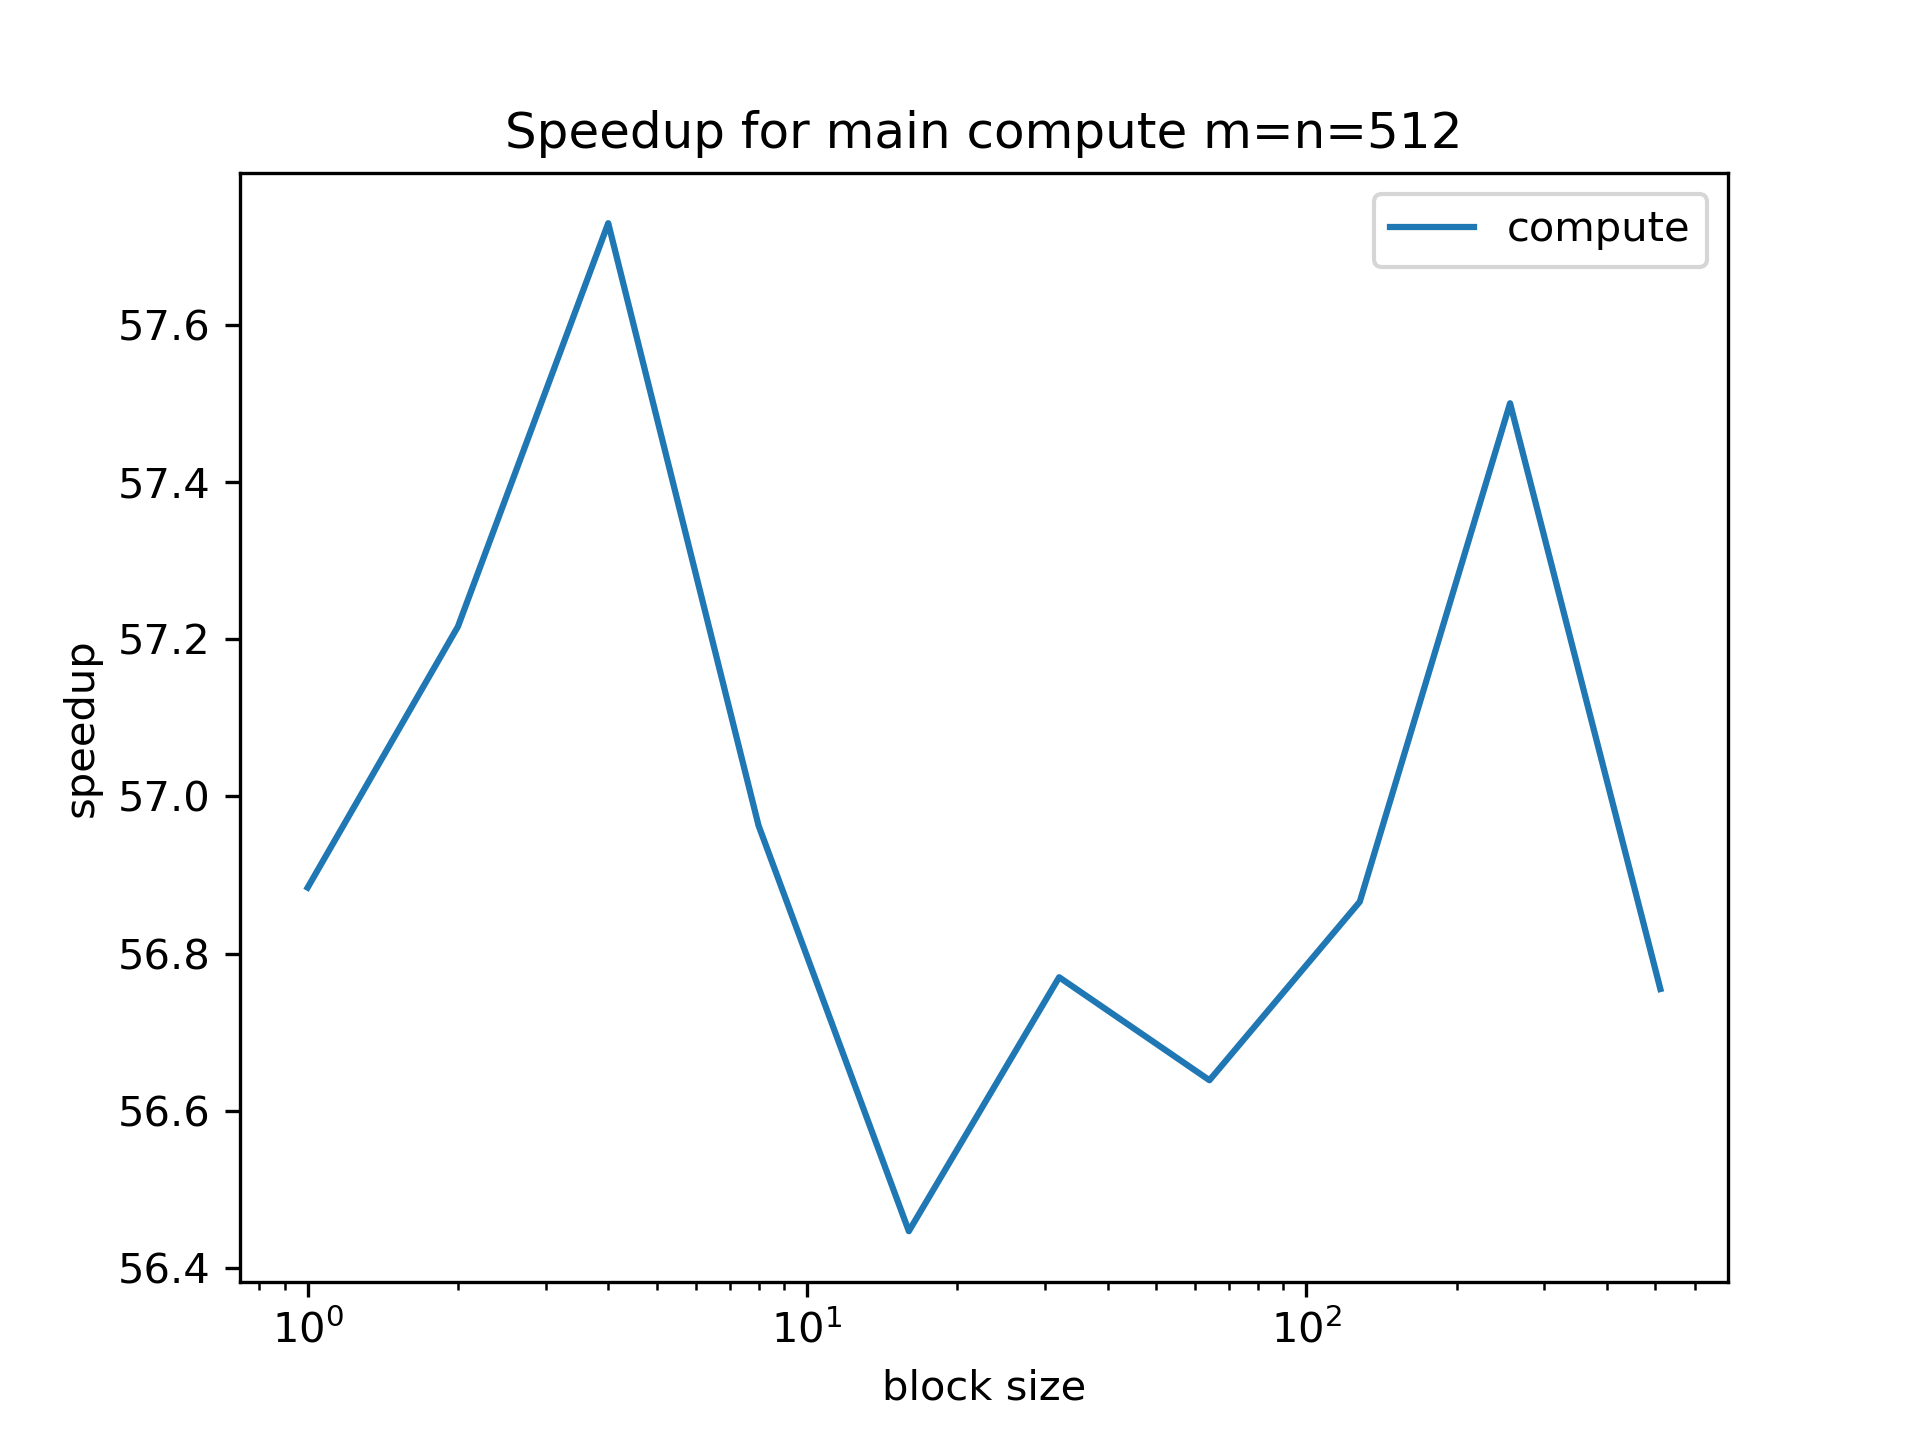 Speedup for main compute m=n=512
compute
57.6
57.4
57.2
57.0
56.8
56.6
56.4
speedup
10⁰ 10¹ 10²
block size